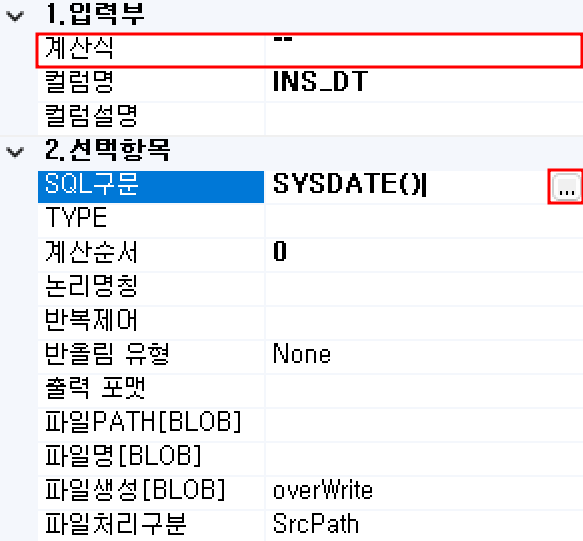 1.입력부
계산식 ""
컬럼명 INS_DT
컬럼설명
2.선택항목
SQL구문 SYSDATE() ...
TYPE
계산순서 0
논리명칭
반복제어
반올림 유형 None
출력 포맷
파일PATH[BLOB]
파일명[BLOB]
파일생성[BLOB] overWrite
파일처리구분 SrcPath